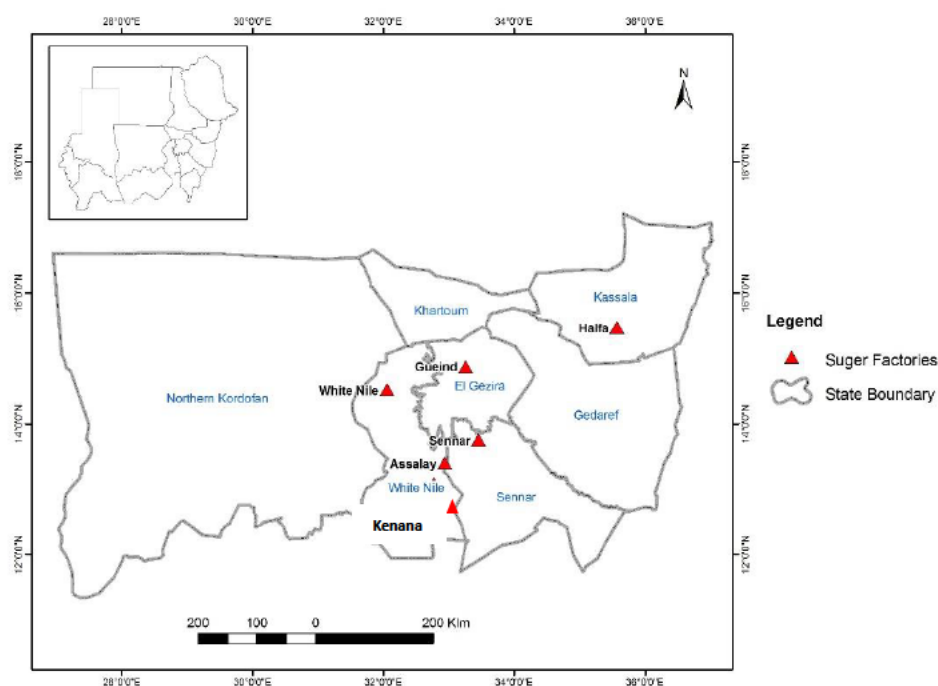 28°0'0"E 30°0'0"E 32°0'0"E 34°0'0"E 36°0'0"E
N
18°0'0"N 18°0'0"N
16°0'0"N 16°0'0"N
14°0'0"N 14°0'0"N
12°0'0"N 12°0'0"N
Kassala
Khartoum
Halfa
Gueind
El Gezira
White Nile
Northern Kordofan
Gedaref
Sennar
Assalay
White Nile
Sennar
Kenana
Legend
Suger Factories
State Boundary
200 100 0 200 Km
28°0'0"E 30°0'0"E 32°0'0"E 34°0'0"E 36°0'0"E